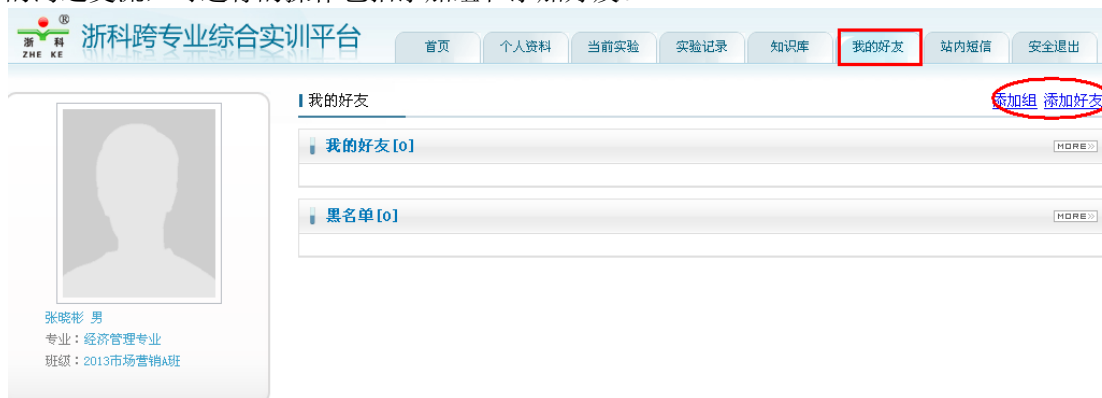 ®
浙 科
ZHE KE
浙科跨专业综合实训平台
首页 个人资料 当前实验 实验记录 知识库 我的好友 站内短信 安全退出
我的好友
添加组 添加好友
我的好友[0]
MORE»
黑名单[0]
MORE»
张晓彬 男
专业：经济管理专业
班级：2013市场营销A班